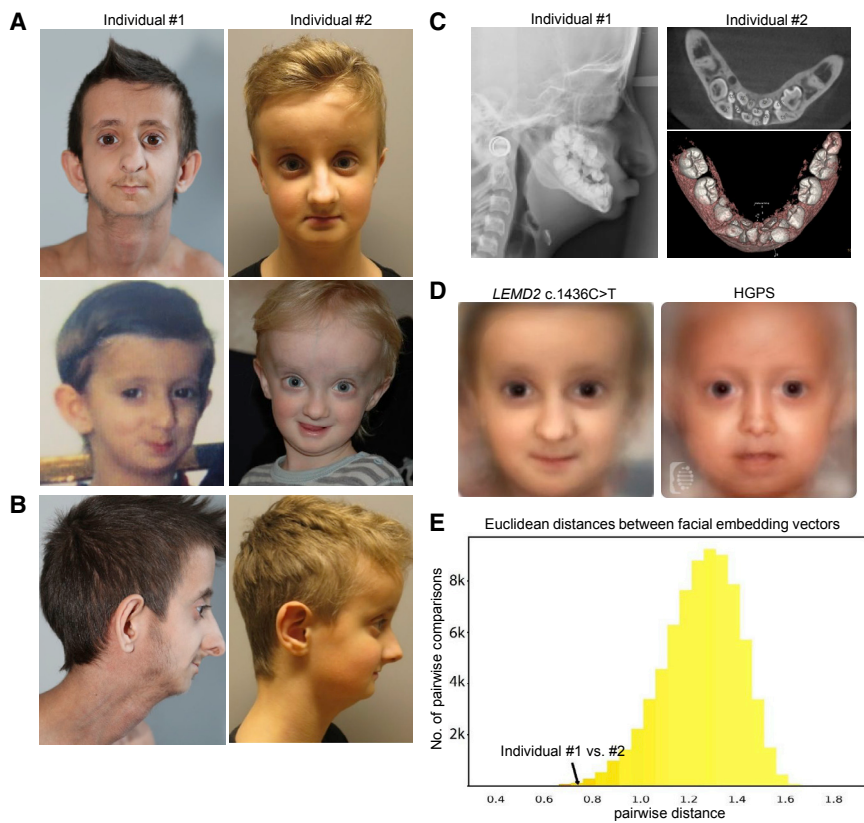 A
Individual #1
Individual #2
B
C
Individual #1
Individual #2
D
LEMD2 c.1436C>T
HGPS
E
Euclidean distances between facial embedding vectors
No. of pairwise comparisons
8k
6k
4k
2k
Individual #1 vs. #2
0.4 0.6 0.8 1.0 1.2 1.4 1.6 1.8
pairwise distance